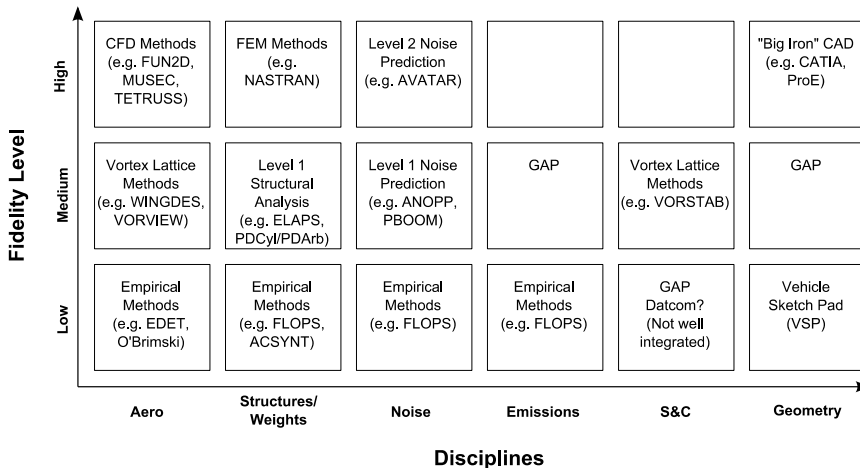 Fidelity Level
High
CFD Methods
(e.g. FUN2D,
MUSEC,
TETRUSS)
FEM Methods
(e.g.
NASTRAN)
Level 2 Noise
Prediction
(e.g. AVATAR)
"Big Iron" CAD
(e.g. CATIA,
ProE)
Medium
Vortex Lattice
Methods
(e.g. WINGDES,
VORVIEW)
Level 1
Structural
Analysis
(e.g. ELAPS,
PDCyl/PDArb)
Level 1 Noise
Prediction
(e.g. ANOPP,
PBOOM)
GAP
Vortex Lattice
Methods
(e.g. VORSTAB)
GAP
Low
Empirical
Methods
(e.g. EDET,
O'Brimski)
Empirical
Methods
(e.g. FLOPS,
ACSYNT)
Empirical
Methods
(e.g. FLOPS)
Empirical
Methods
(e.g. FLOPS)
GAP
Datcom?
(Not well
integrated)
Vehicle
Sketch Pad
(VSP)
Aero
Structures/
Weights
Noise
Emissions
S&C
Geometry
Disciplines